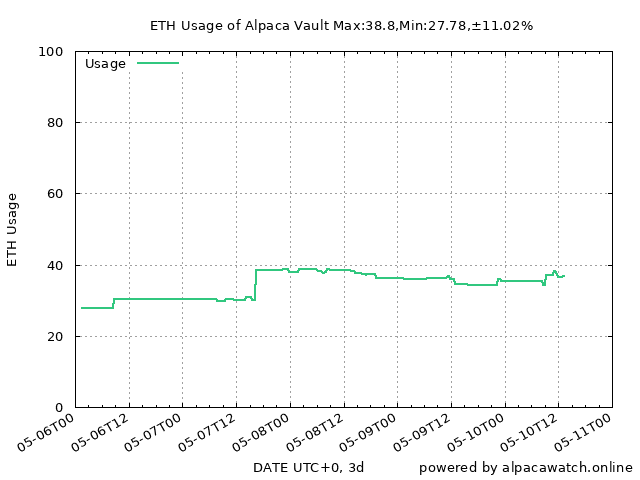 ETH Usage of Alpaca Vault Max:38.8,Min:27.78,±11.02%
100
Usage
80
60
ETH Usage
40
20
0
05-06T00
05-06T12
05-07T00
05-07T12
05-08T00
05-08T12
05-09T00
05-09T12
05-10T00
05-10T12
05-11T00
DATE UTC+0, 3d
powered by alpacawatch.online